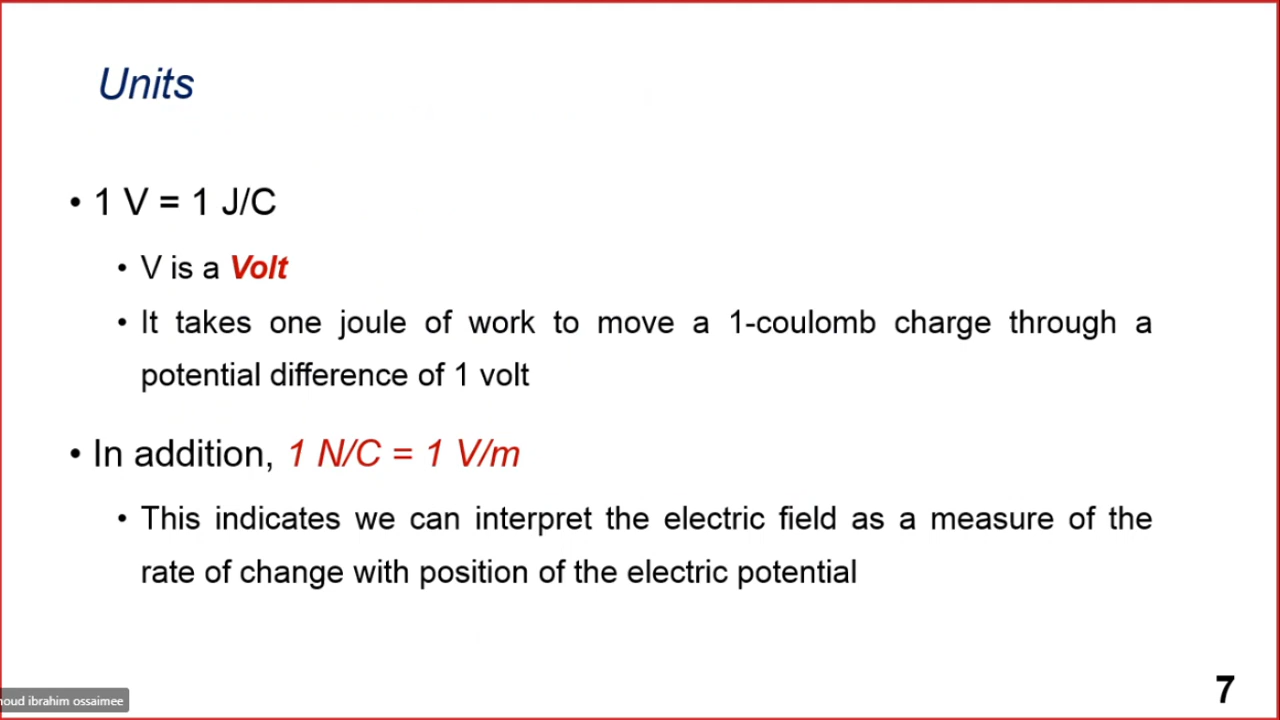 Units
• 1 V = 1 J/C
• V is a Volt
• It takes one joule of work to move a 1-coulomb charge through a
potential difference of 1 volt
• In addition, 1 N/C = 1 V/m
• This indicates we can interpret the electric field as a measure of the
rate of change with position of the electric potential
ibrahim ossaimee
7